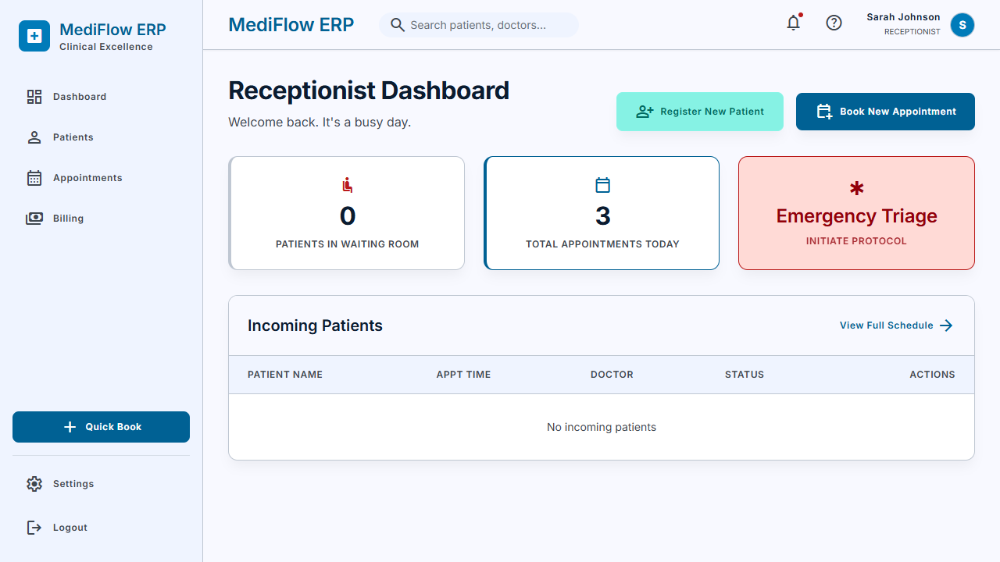 MediFlow ERP
Clinical Excellence
Dashboard
Patients
Appointments
Billing
Quick Book
Settings
Logout
MediFlow ERP
Search patients, doctors...
Sarah Johnson
RECEPTIONIST
S
Receptionist Dashboard
Welcome back. It's a busy day.
Register New Patient
Book New Appointment
0
PATIENTS IN WAITING ROOM
3
TOTAL APPOINTMENTS TODAY
Emergency Triage
INITIATE PROTOCOL
Incoming Patients
View Full Schedule
PATIENT NAME APPT TIME DOCTOR STATUS ACTIONS
No incoming patients